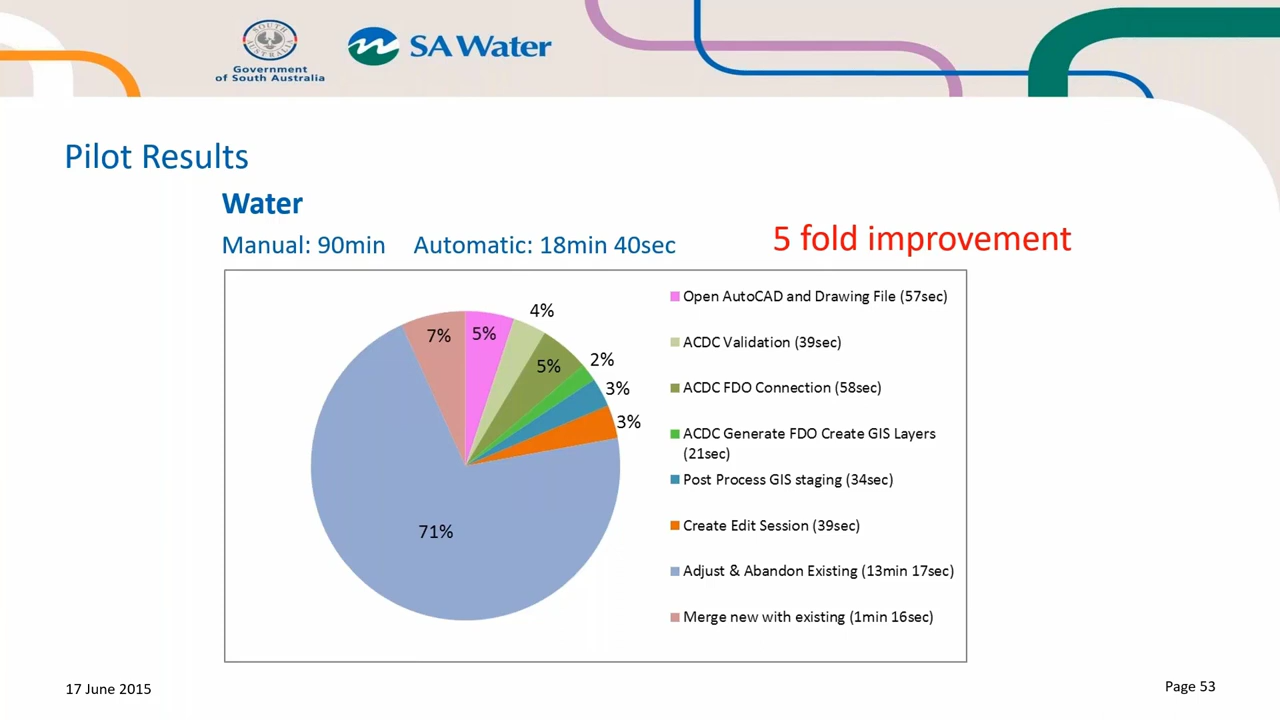 SOUTH
AUSTRALIA
Government
of South Australia
SA Water
Pilot Results
Water
Manual: 90min Automatic: 18min 40sec
5 fold improvement
Open AutoCAD and Drawing File (57sec)
ACDC Validation (39sec)
ACDC FDO Connection (58sec)
ACDC Generate FDO Create GIS Layers
(21sec)
Post Process GIS staging (34sec)
Create Edit Session (39sec)
Adjust & Abandon Existing (13min 17sec)
Merge new with existing (1min 16sec)
7%
5%
4%
5%
2%
3%
3%
71%
17 June 2015
Page 53